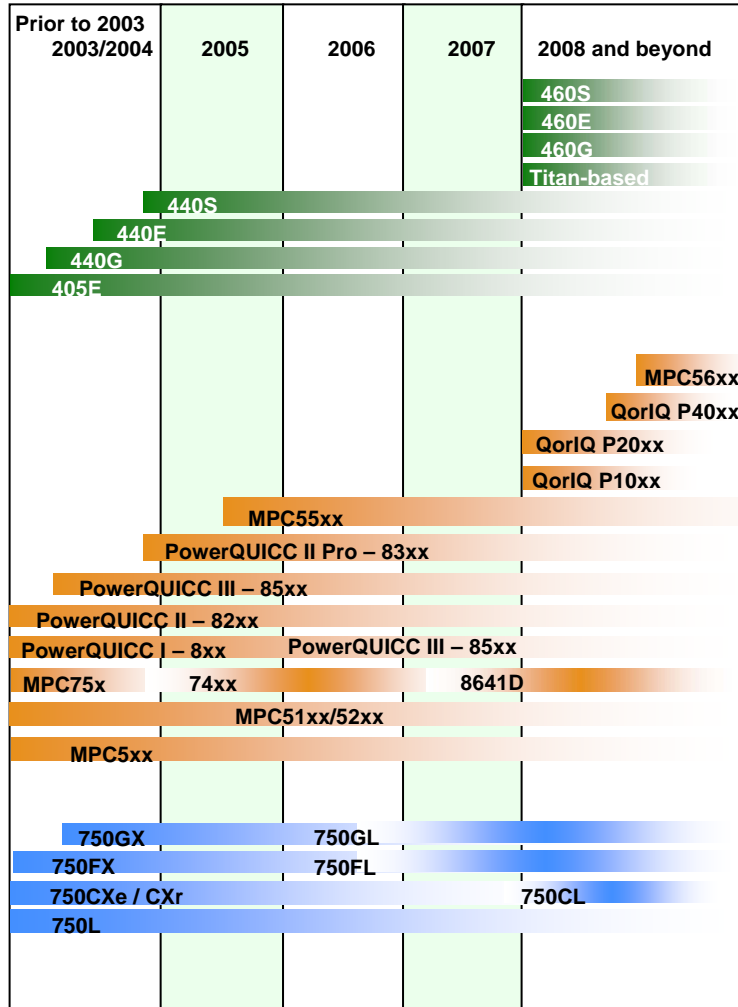 Prior to 2003
2003/2004 2005 2006 2007 2008 and beyond
460S
460E
460G
Titan-based
440S
440E
440G
405E
MPC56xx
QorIQ P40xx
QorIQ P20xx
QorIQ P10xx
MPC55xx
PowerQUICC II Pro – 83xx
PowerQUICC III – 85xx
PowerQUICC II – 82xx
PowerQUICC I – 8xx PowerQUICC III – 85xx
MPC75x 74xx 8641D
MPC51xx/52xx
MPC5xx
750GX 750GL
750FX 750FL
750CXe / CXr 750CL
750L